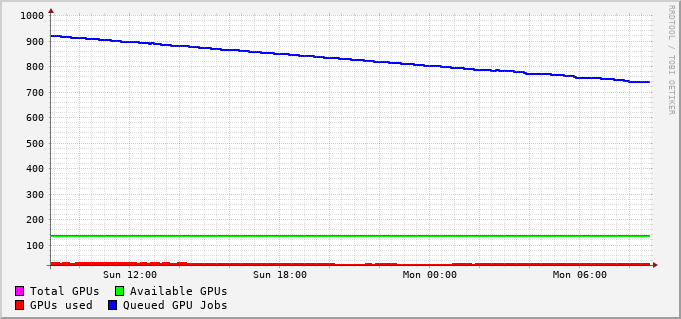 1000
900
800
700
600
500
400
300
200
100
Sun 12:00 Sun 18:00 Mon 00:00 Mon 06:00
Total GPUs Available GPUs
GPUs used Queued GPU Jobs
RRDTOOL / TOBI OETIKER